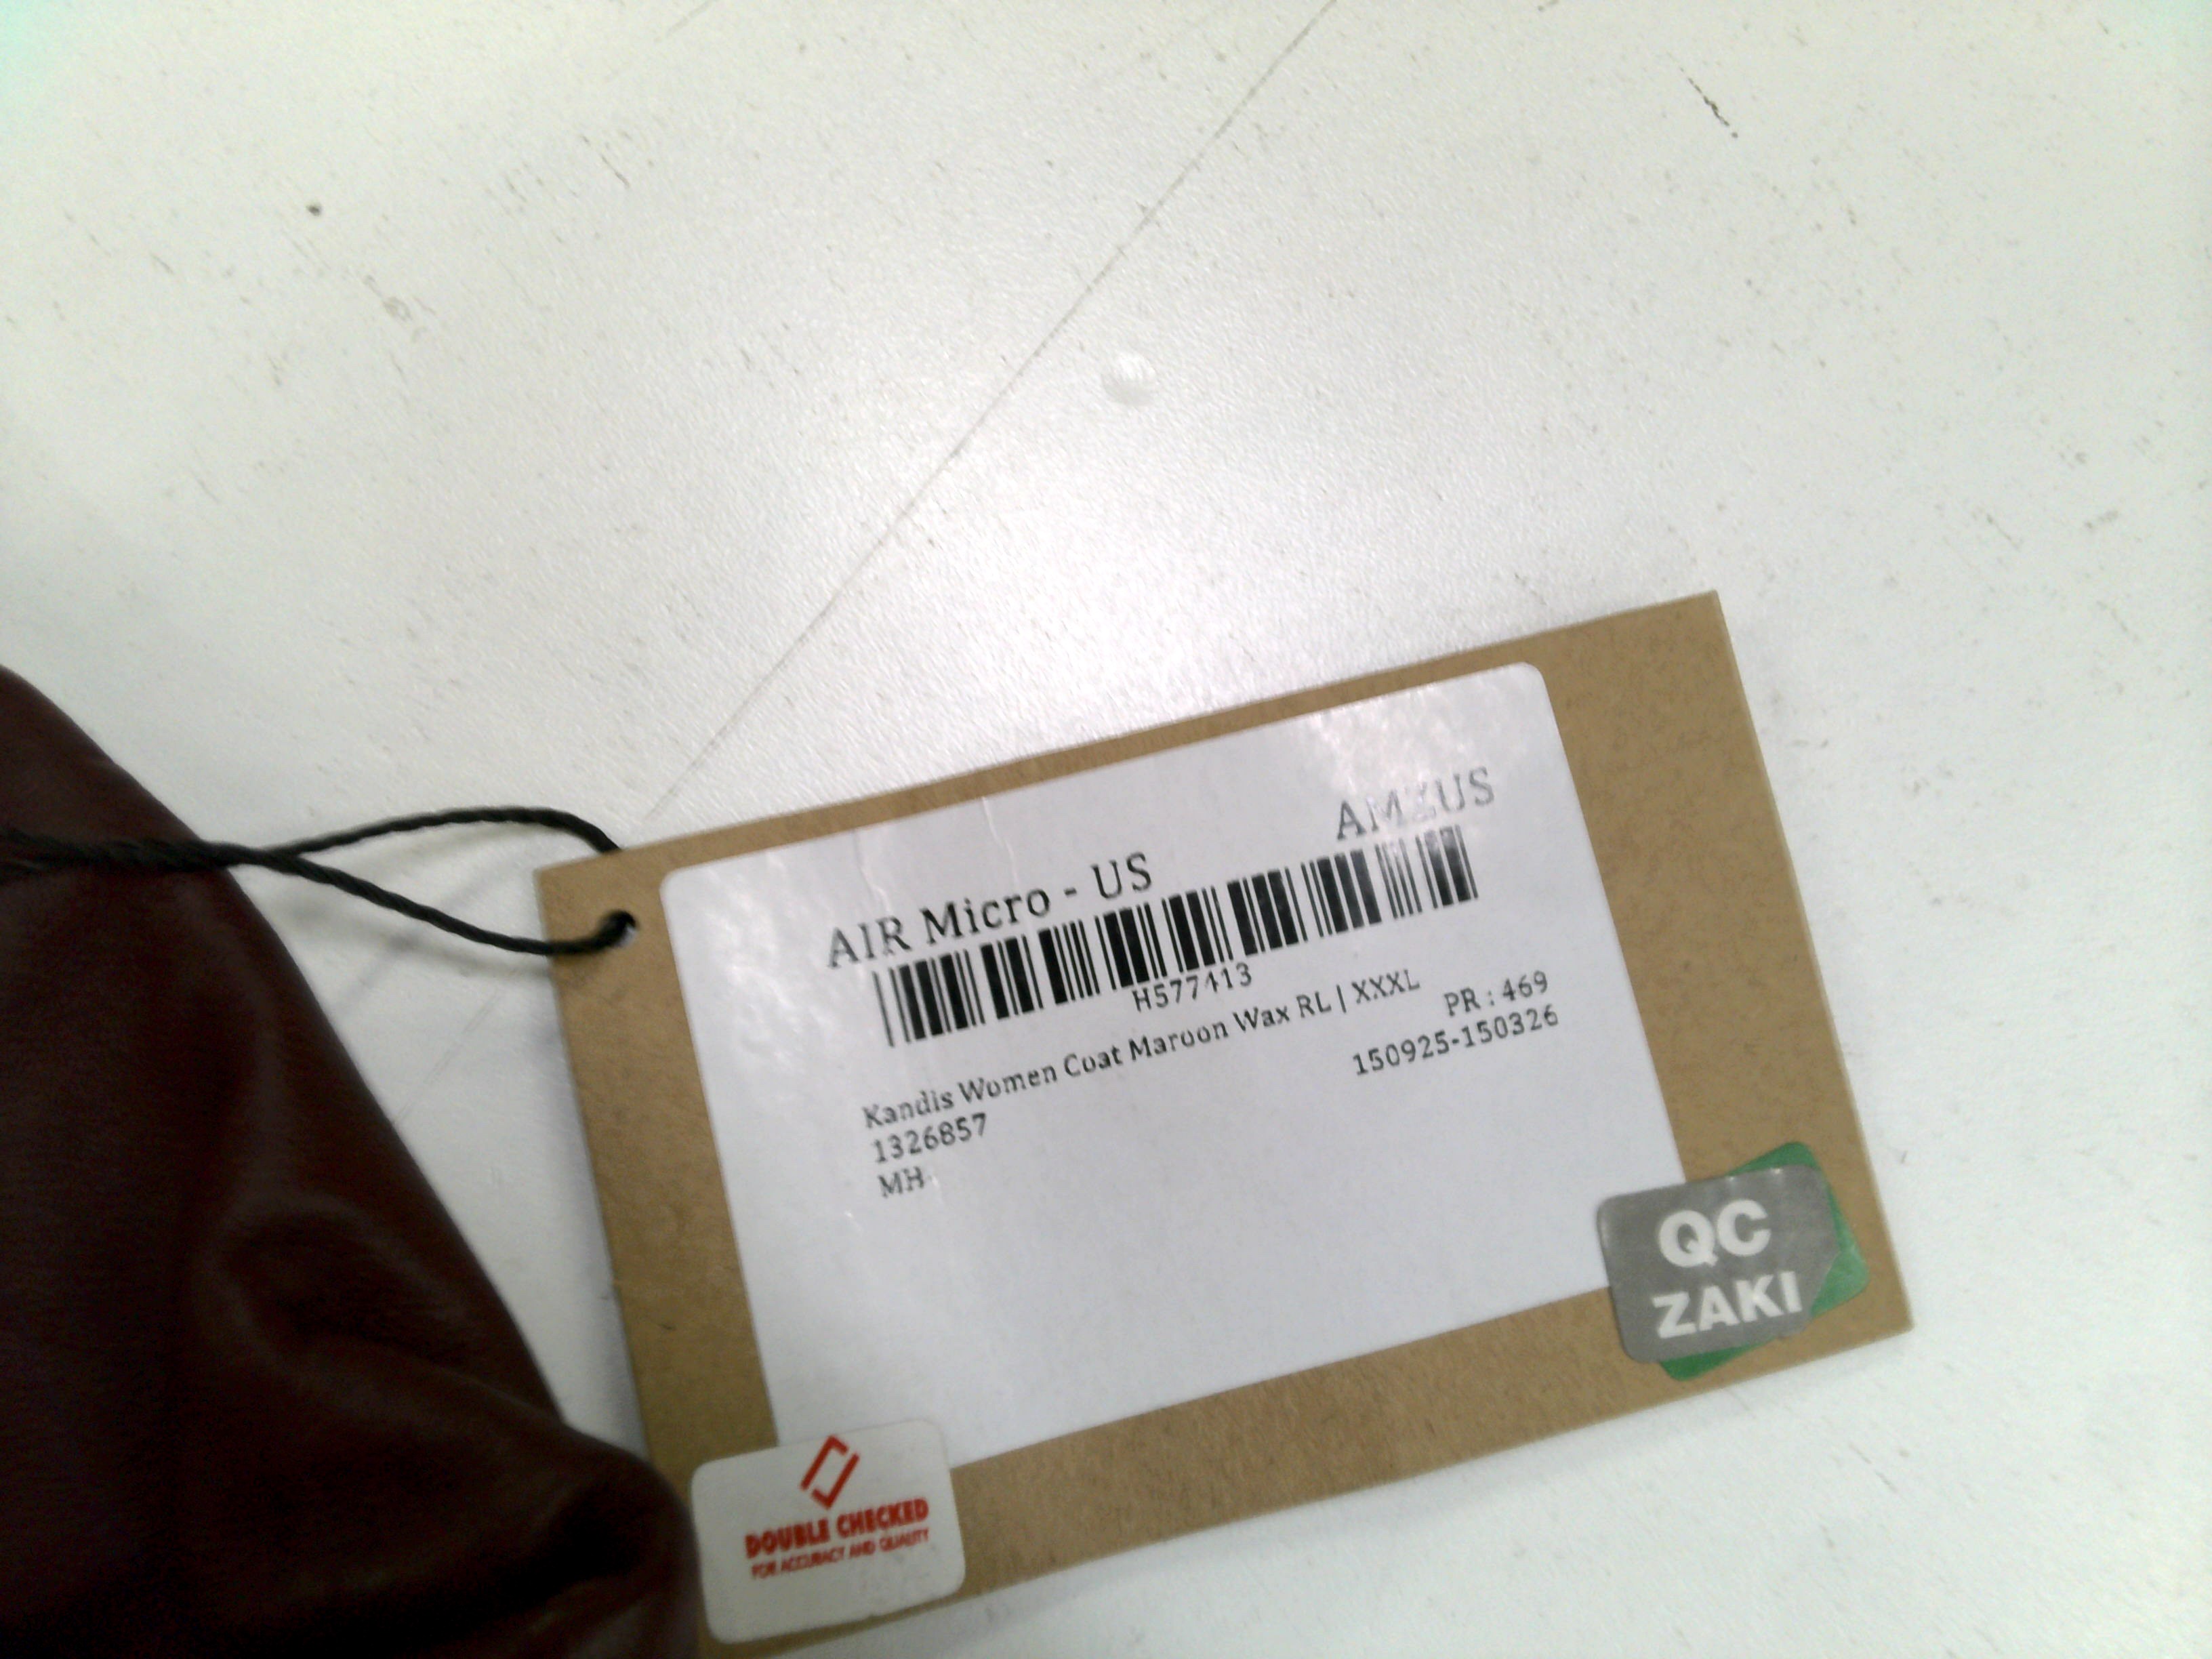 AIR Micro - US
AMZUS
H577413
Kandis Women Coat Maroon Wax RL | XXXL
1326857
PR : 469
MH
150925-150326
QC
ZAKI
DOUBLE CHECKED
FOR ACCURACY AND QUALITY